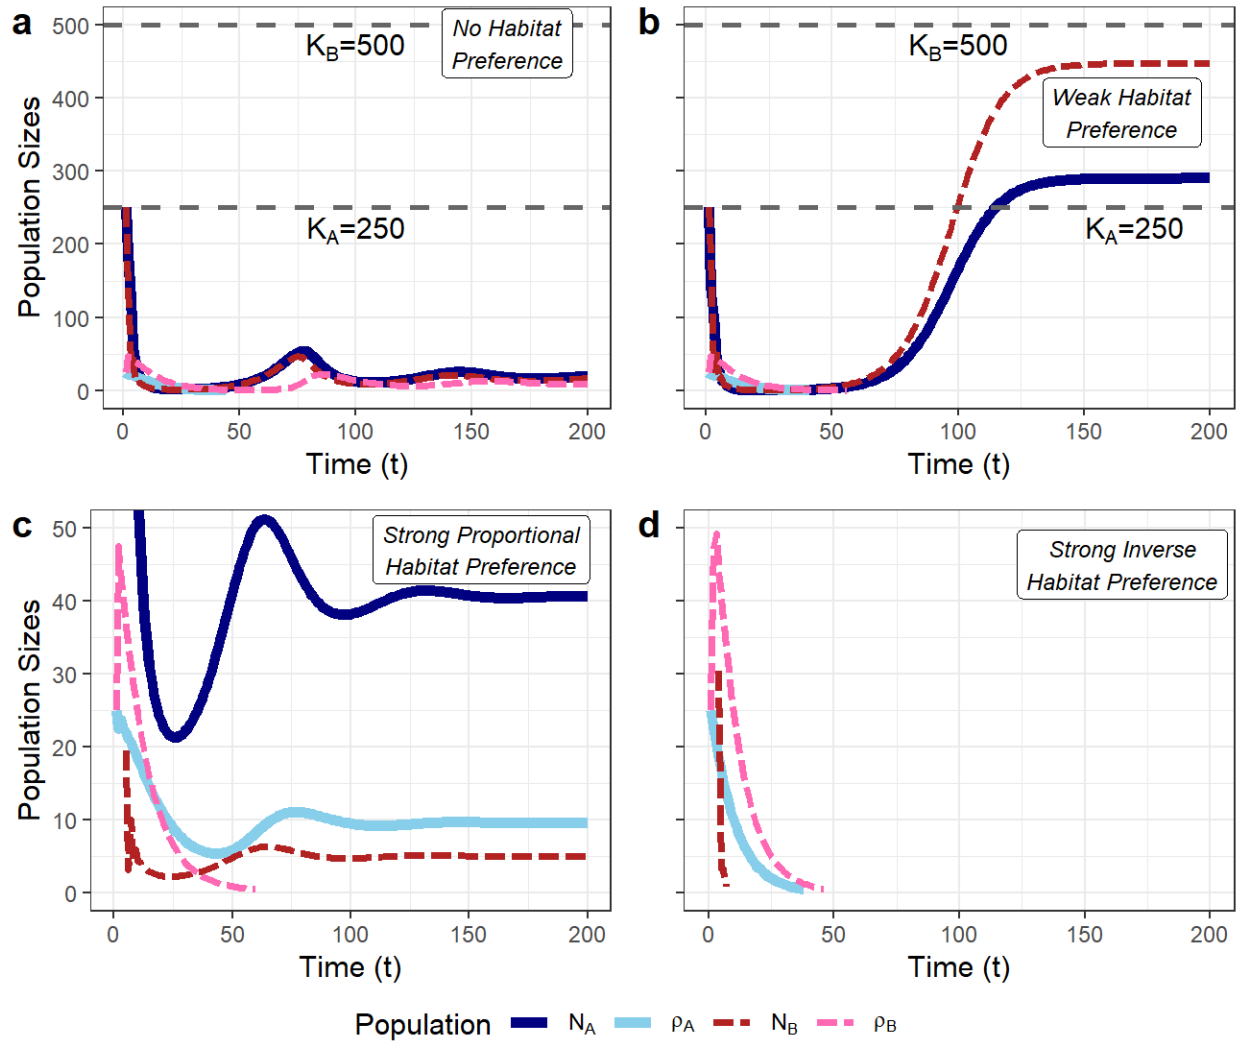 a
No Habitat
Preference
K_B=500
K_A=250
500
400
300
200
100
0
0 50 100 150 200
Population Sizes
Time (t)
b
K_B=500
Weak Habitat
Preference
K_A=250
0 50 100 150 200
Time (t)
c
Strong Proportional
Habitat Preference
50
40
30
20
10
0
0 50 100 150 200
Population Sizes
Time (t)
d
Strong Inverse
Habitat Preference
0 50 100 150 200
Time (t)
Population N_A ρ_A N_B ρ_B